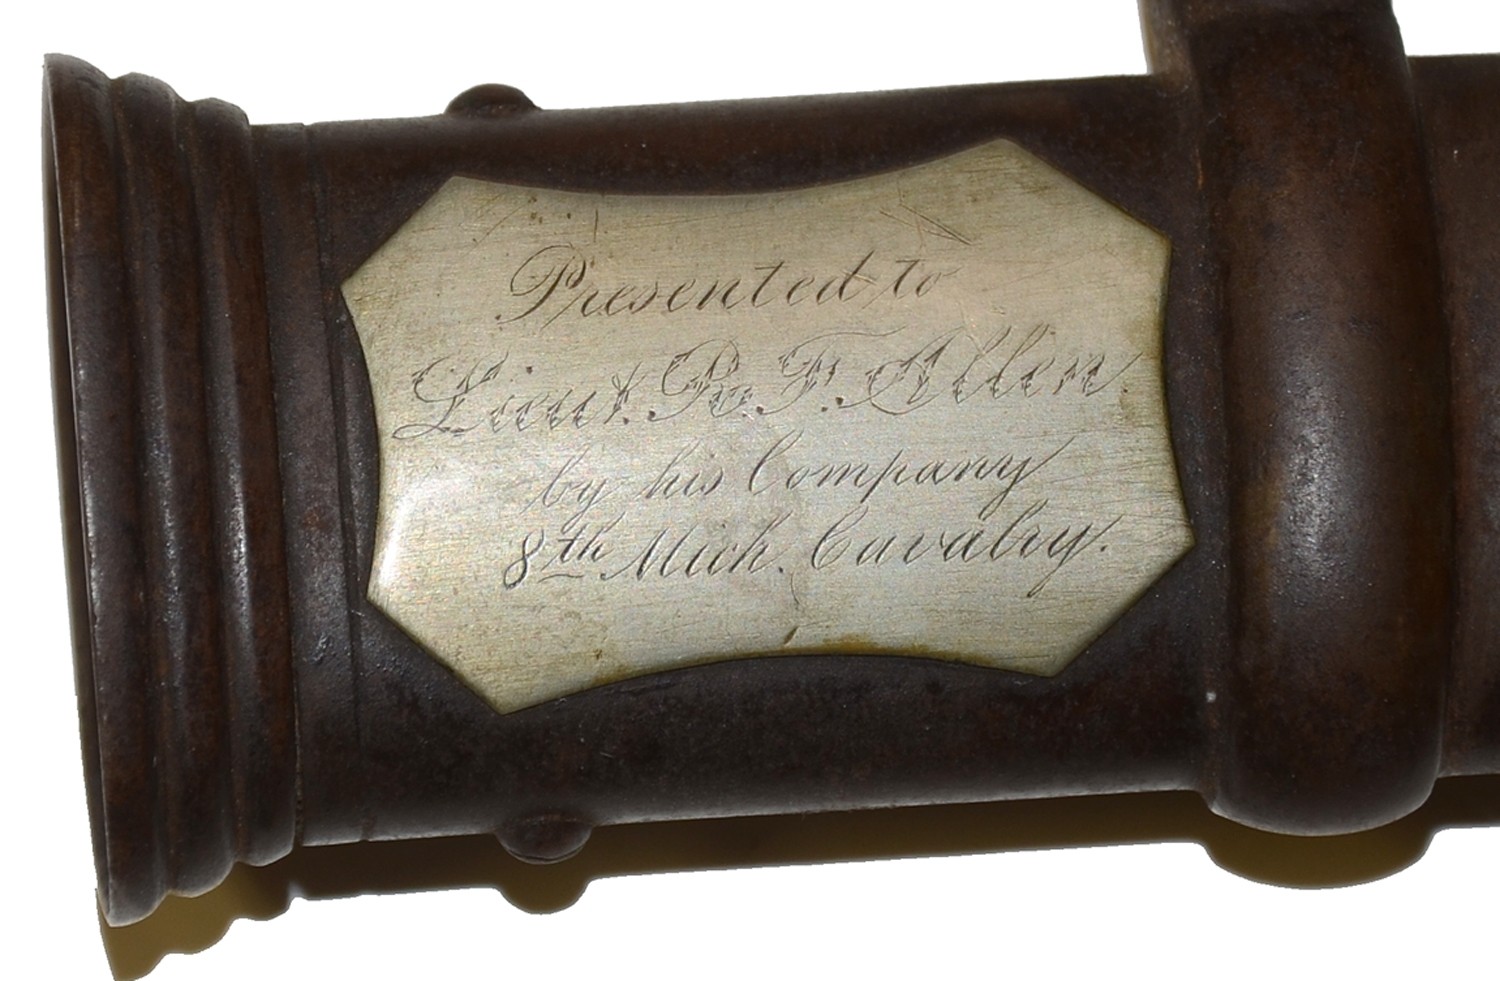 Presented to
Lieut. R. F. Allen
by his Company
8th Mich. Cavalry.